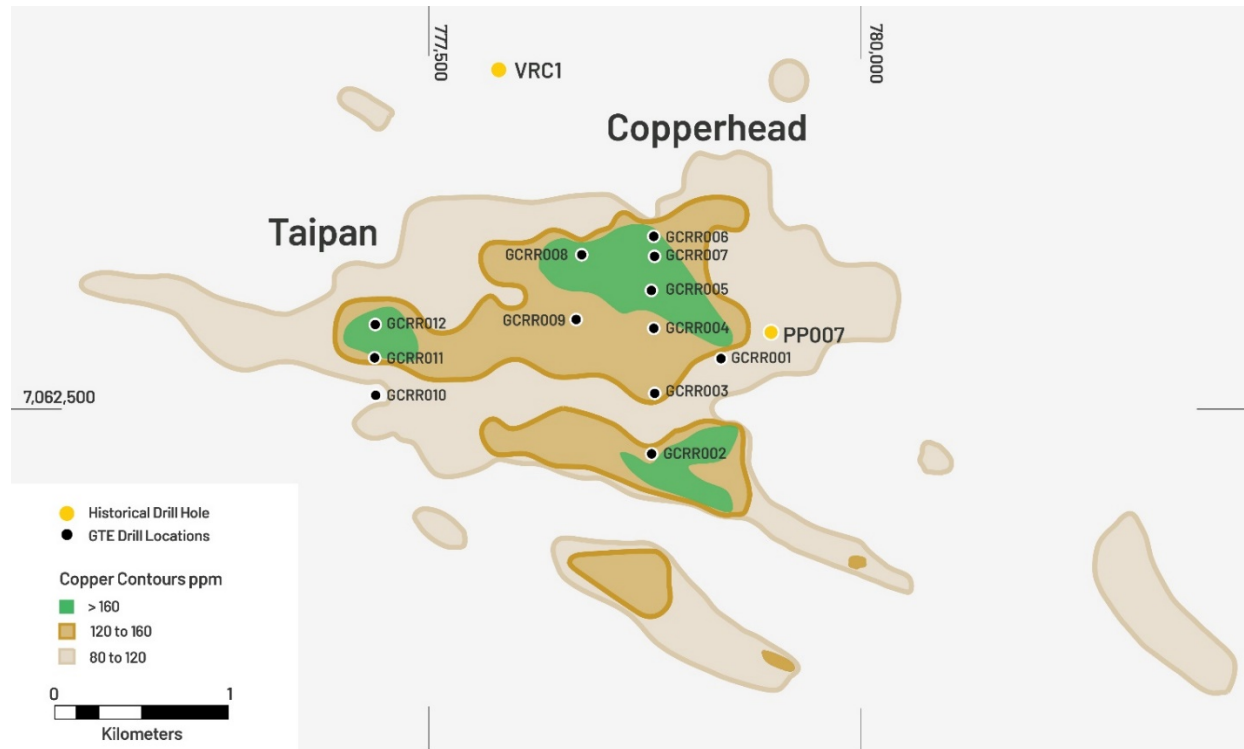 777,500
780,000
VRC1
Copperhead
Taipan
GCRR006
GCRR008
GCRR007
GCRR005
GCRR009
GCRR012
GCRR004
PP007
GCRR011
GCRR001
GCRR010
GCRR003
7,062,500
GCRR002
Historical Drill Hole
GTE Drill Locations
Copper Contours ppm
> 160
120 to 160
80 to 120
0 1
Kilometers